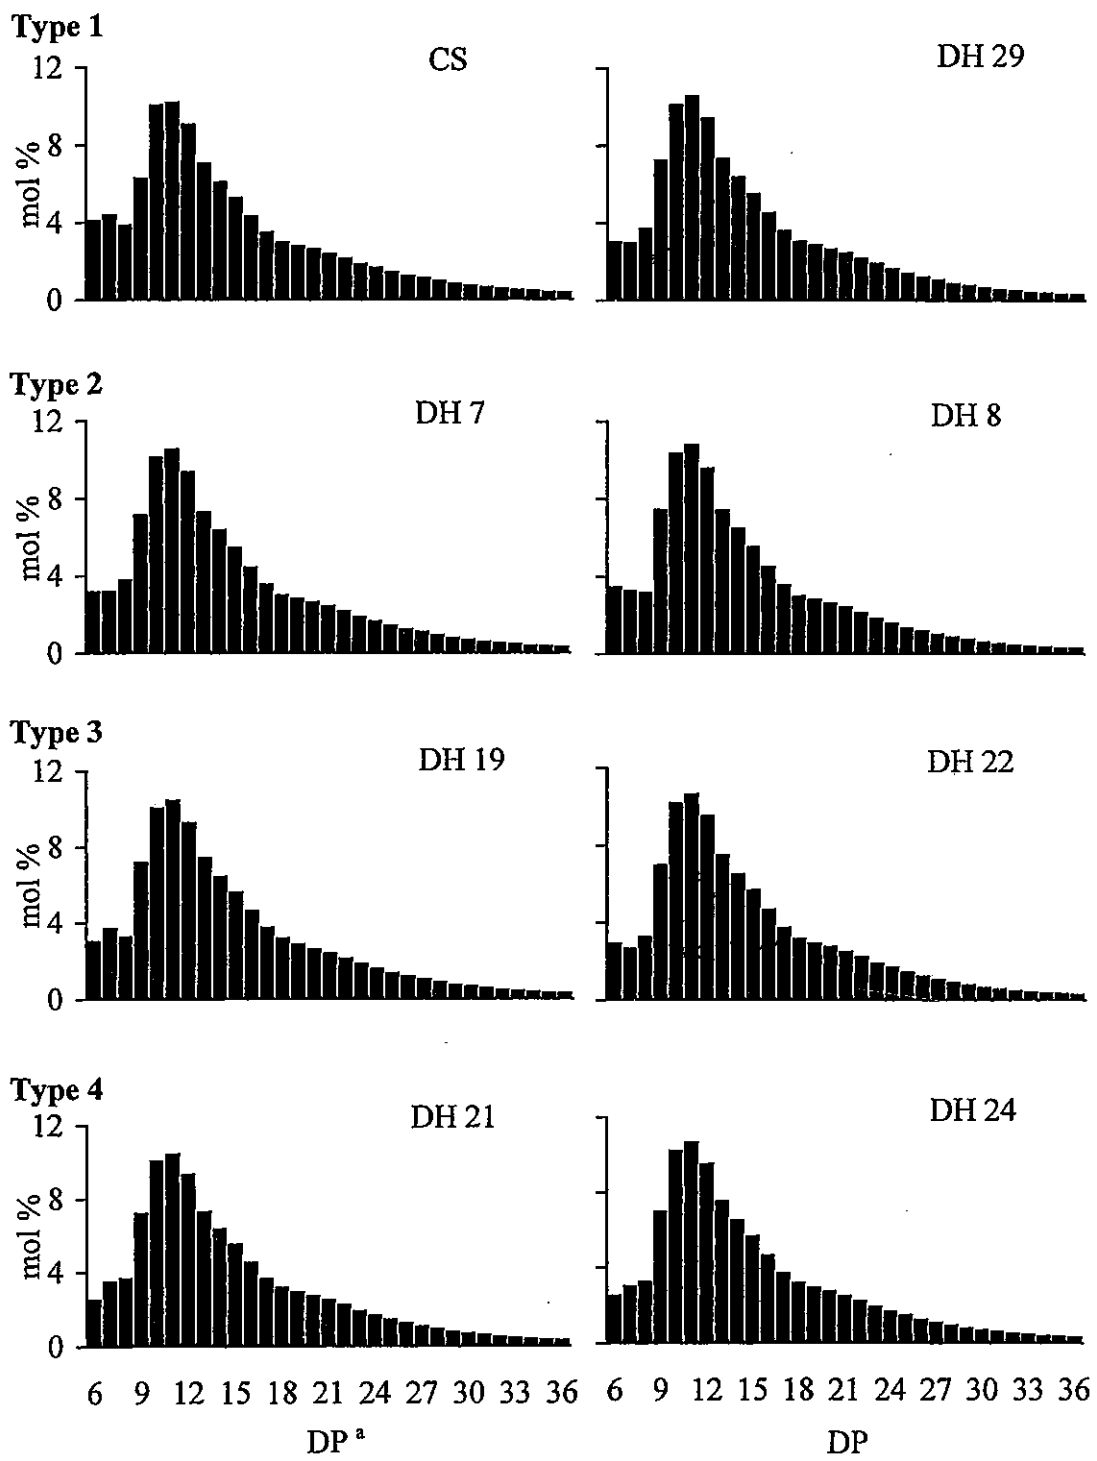 Type 1
CS
DH 29
12
8
4
0
mol %
Type 2
DH 7
DH 8
12
8
4
0
mol %
Type 3
DH 19
DH 22
12
8
4
0
mol %
Type 4
DH 21
DH 24
12
8
4
0
mol %
6 9 12 15 18 21 24 27 30 33 36
6 9 12 15 18 21 24 27 30 33 36
DP a
DP